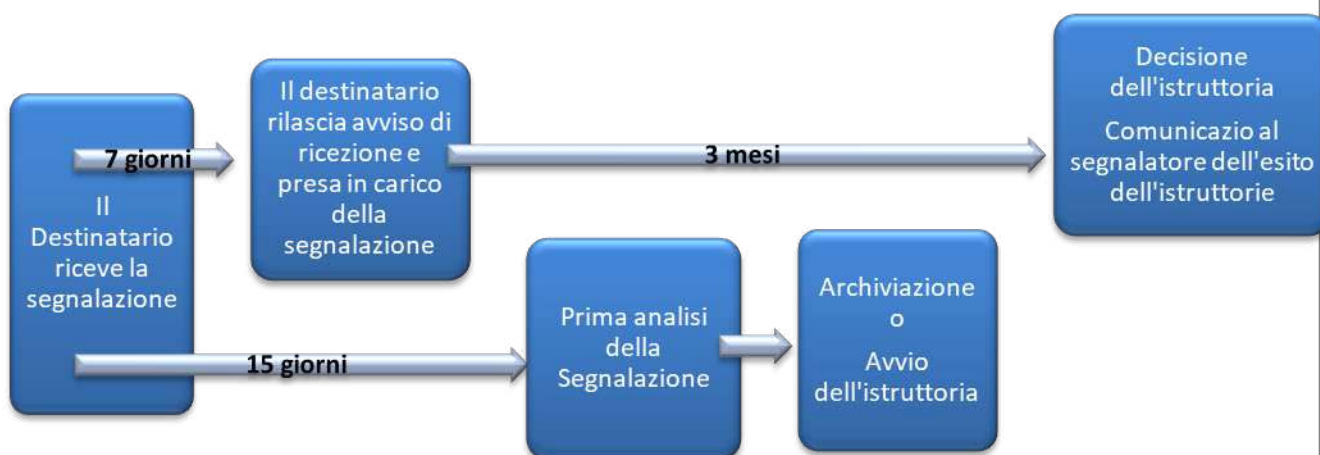 Il
Destinatario
riceve la
segnalazione
7 giorni
Il destinatario
rilascia avviso di
ricezione e
presa in carico
della
segnalazione
3 mesi
Decisione
dell'istruttoria
Comunicazio al
segnalatore dell'esito
dell'istruttorie
15 giorni
Prima analisi
della
Segnalazione
Archiviazione
o
Avvio
dell'istruttoria